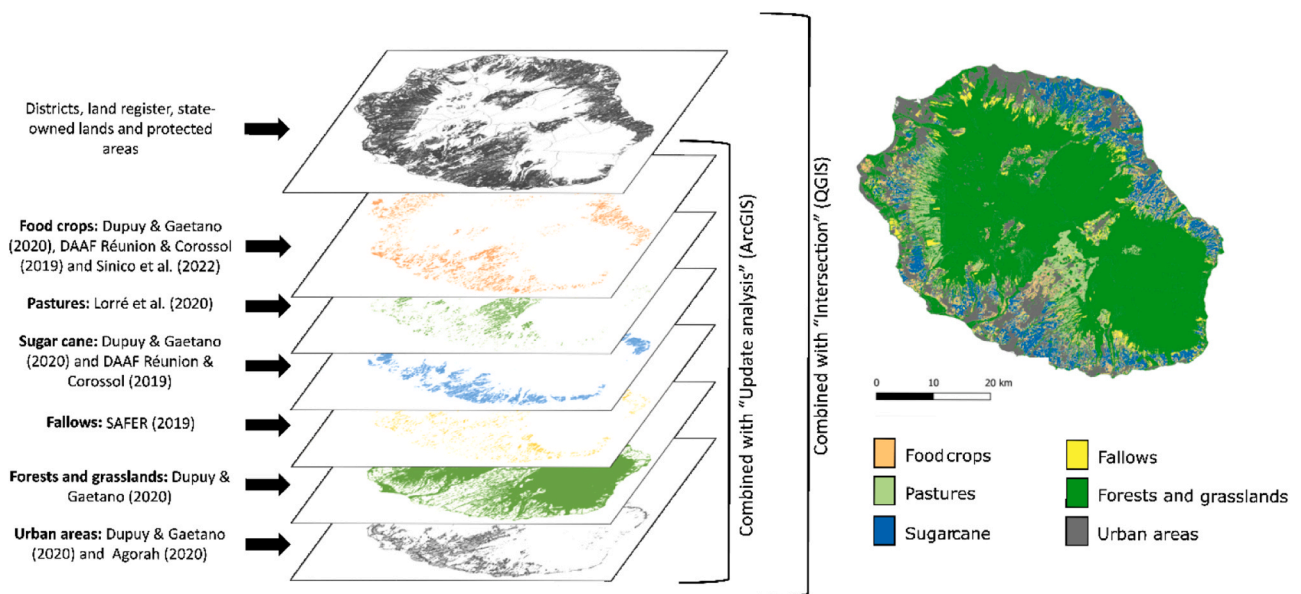 Districts, land register, state-
owned lands and protected
areas
Food crops: Dupuy & Gaetano
(2020), DAAF Réunion & Corossol
(2019) and Sinico et al. (2022)
Pastures: Lorré et al. (2020)
Sugar cane: Dupuy & Gaetano
(2020) and DAAF Réunion &
Corossol (2019)
Fallows: SAFER (2019)
Forests and grasslands: Dupuy &
Gaetano (2020)
Urban areas: Dupuy & Gaetano
(2020) and Agorah (2020)
Combined with “Update analysis” (ArcGIS)
Combined with “Intersection” (QGIS)
0 10 20 km
Food crops
Pastures
Sugarcane
Fallows
Forests and grasslands
Urban areas